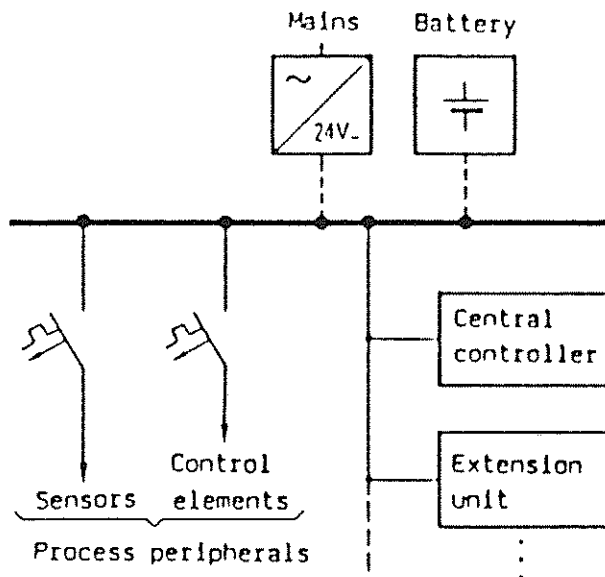 Mains Battery
~
24V-
Central
controller
Control
elements
Sensors
Extension
unit
Process peripherals